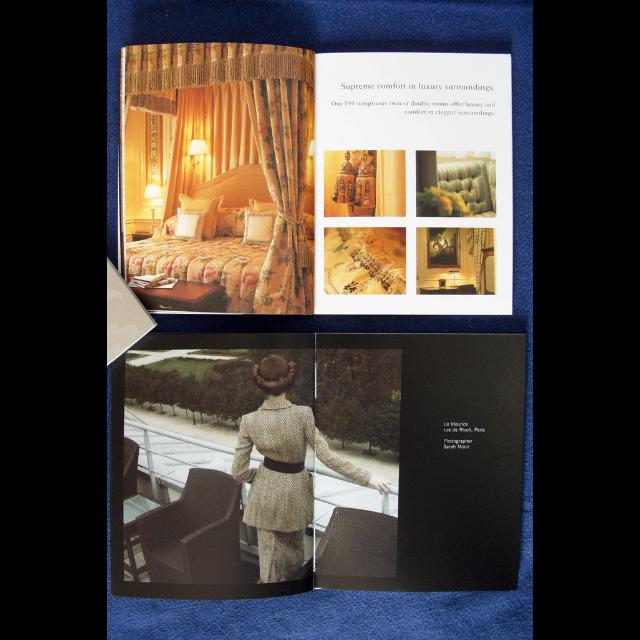 Supreme comfort in luxury surroundings.
Our 194 sumptuous twin or double rooms offer luxury and
comfort in elegant surroundings.
Le Meurice
rue de Rivoli, Paris
Photographer
Sarah Moon